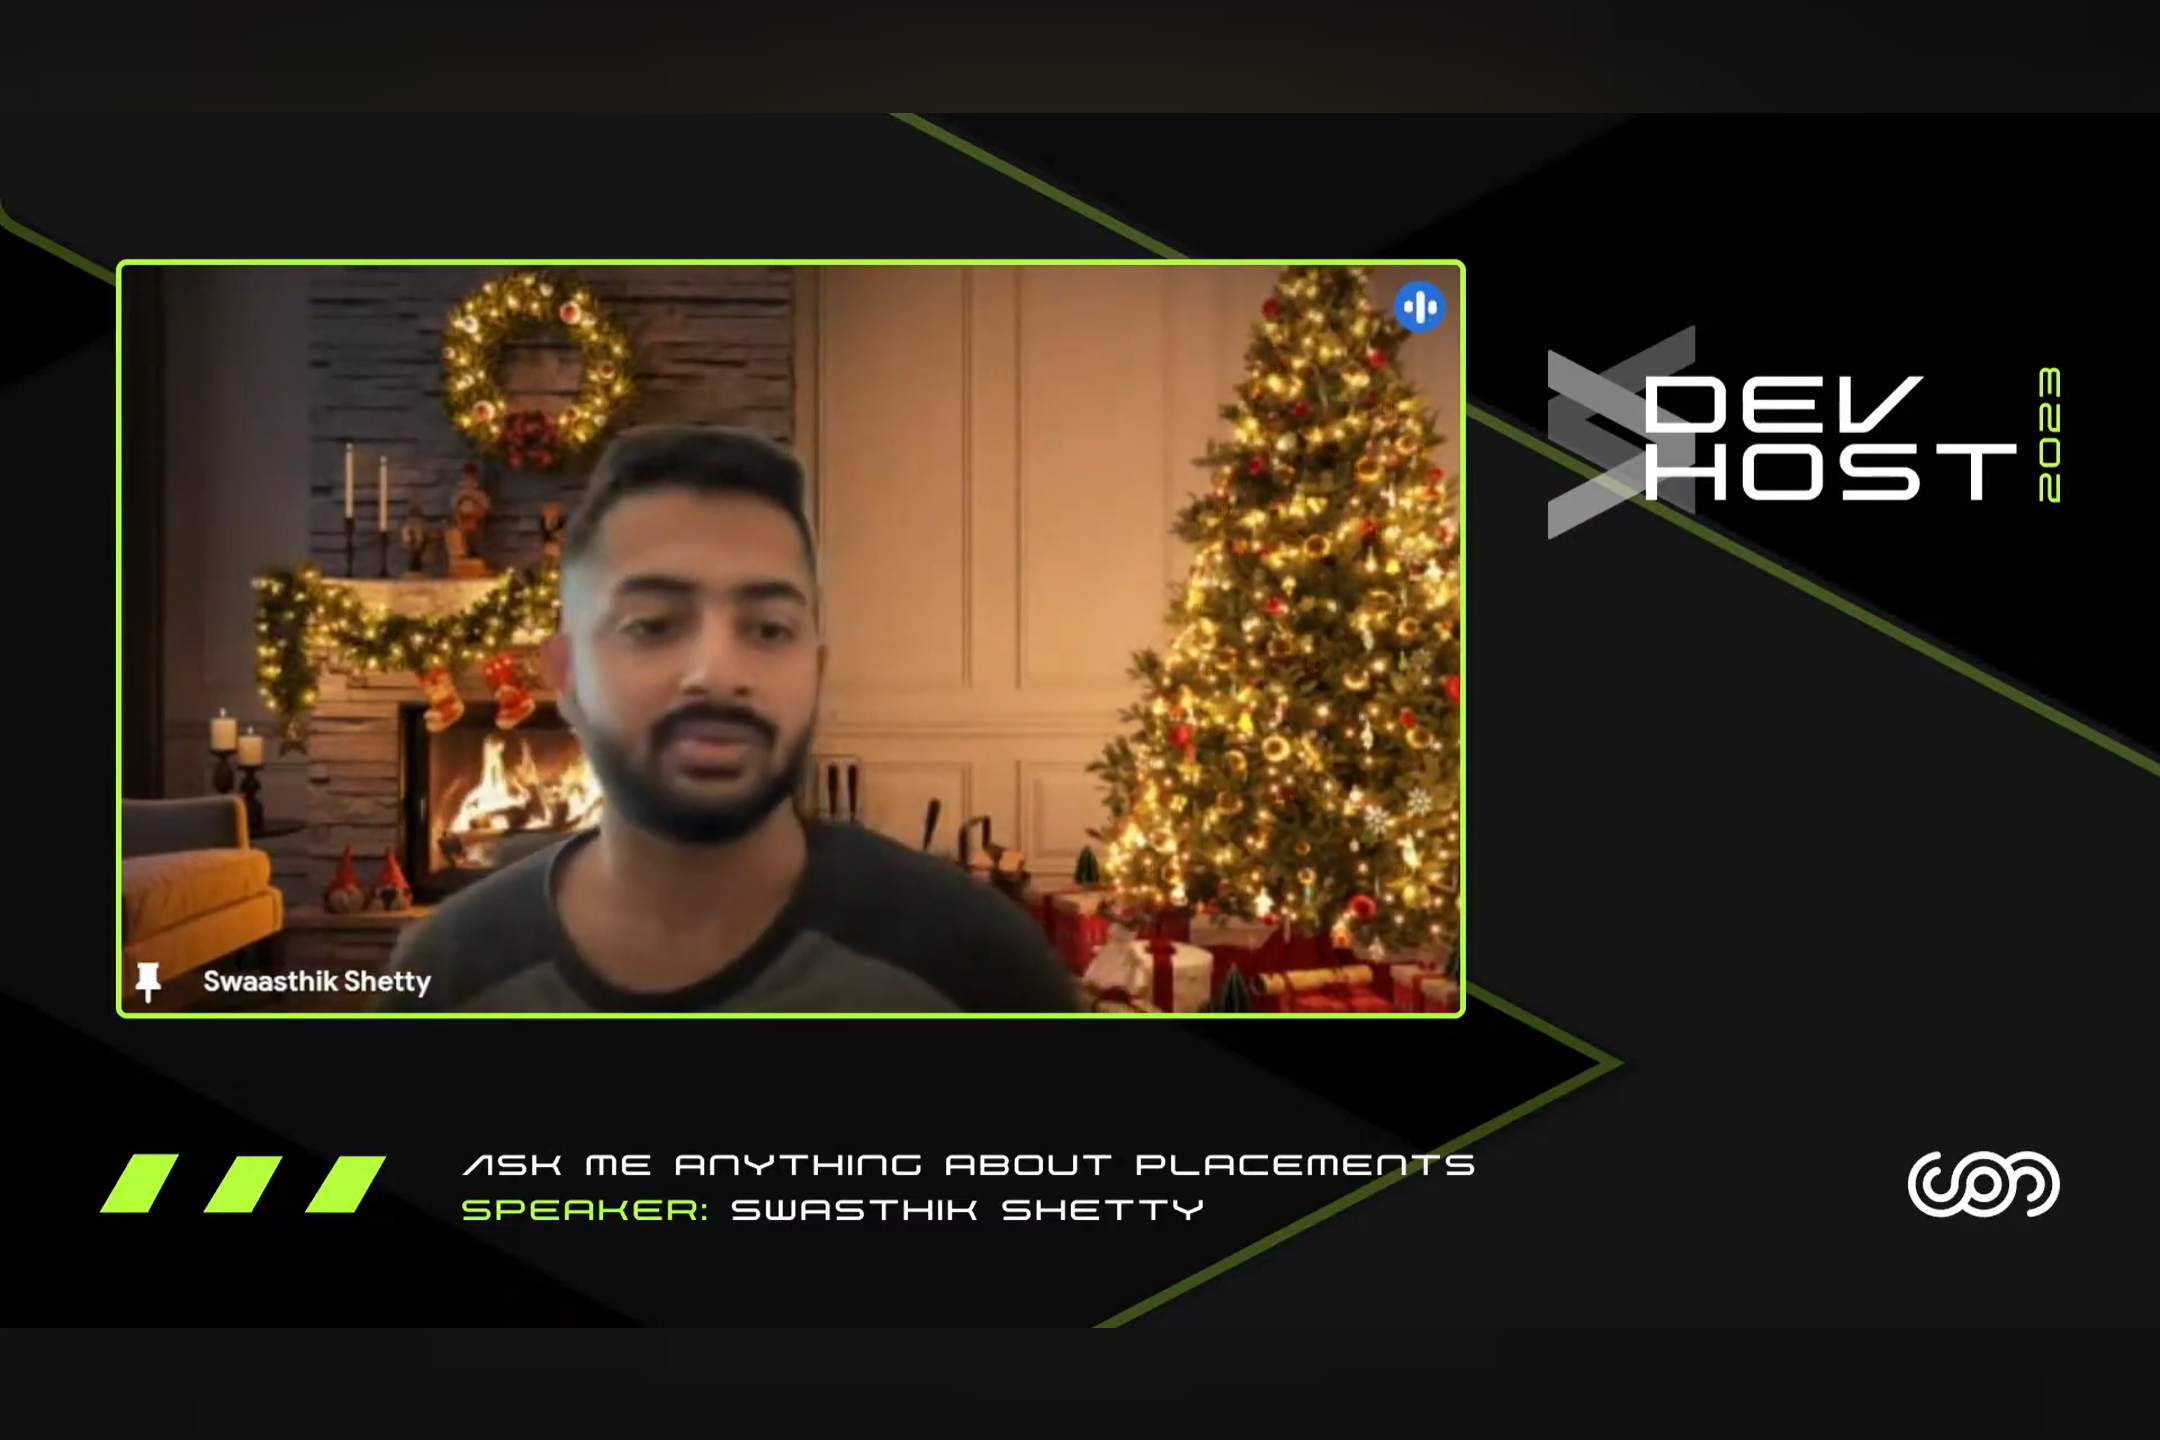 DEV
HOST
2023
Swaasthik Shetty
ASK ME ANYTHING ABOUT PLACEMENTS
SPEAKER: SWASTHIK SHETTY